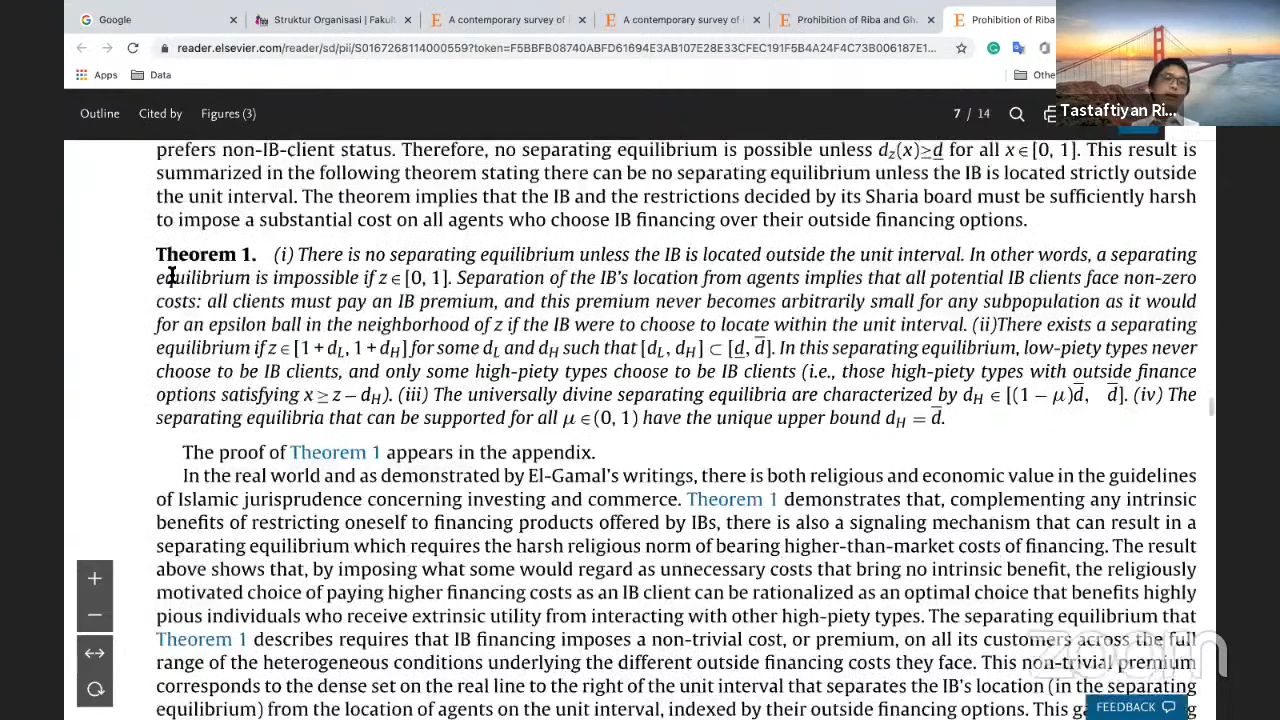 Google
Struktur Organisasi | Fakul
A contemporary survey of i
A contemporary survey of i
Prohibition of Riba and Gh
Prohibition of Riba
reader.elsevier.com/reader/sd/pii/S0167268114000559?token=F5BBFB08740ABFD61694E3AB107E28E33CFEC191F5B4A24F4C73B006187E1...
Apps
Data
Othe
Tastaftiyan Ri...
Outline
Cited by
Figures (3)
7 / 14
prefers non-IB-client status. Therefore, no separating equilibrium is possible unless d_z(x)≥d̲ for all x∈[0, 1]. This result is
summarized in the following theorem stating there can be no separating equilibrium unless the IB is located strictly outside
the unit interval. The theorem implies that the IB and the restrictions decided by its Sharia board must be sufficiently harsh
to impose a substantial cost on all agents who choose IB financing over their outside financing options.
Theorem 1. (i) There is no separating equilibrium unless the IB is located outside the unit interval. In other words, a separating
equilibrium is impossible if z∈[0, 1]. Separation of the IB's location from agents implies that all potential IB clients face non-zero
costs: all clients must pay an IB premium, and this premium never becomes arbitrarily small for any subpopulation as it would
for an epsilon ball in the neighborhood of z if the IB were to choose to locate within the unit interval. (ii)There exists a separating
equilibrium if z∈[1+d_L, 1+d_H] for some d_L and d_H such that [d_L, d_H] ⊂ [d̲, d̅]. In this separating equilibrium, low-piety types never
choose to be IB clients, and only some high-piety types choose to be IB clients (i.e., those high-piety types with outside finance
options satisfying x ≥ z − d_H). (iii) The universally divine separating equilibria are characterized by d_H ∈ [(1 − μ)d̅, d̅]. (iv) The
separating equilibria that can be supported for all μ∈(0, 1) have the unique upper bound d_H = d̅.
The proof of Theorem 1 appears in the appendix.
In the real world and as demonstrated by El-Gamal's writings, there is both religious and economic value in the guidelines
of Islamic jurisprudence concerning investing and commerce. Theorem 1 demonstrates that, complementing any intrinsic
benefits of restricting oneself to financing products offered by IBs, there is also a signaling mechanism that can result in a
separating equilibrium which requires the harsh religious norm of bearing higher-than-market costs of financing. The result
above shows that, by imposing what some would regard as unnecessary costs that bring no intrinsic benefit, the religiously
motivated choice of paying higher financing costs as an IB client can be rationalized as an optimal choice that benefits highly
pious individuals who receive extrinsic utility from interacting with other high-piety types. The separating equilibrium that
Theorem 1 describes requires that IB financing imposes a non-trivial cost, or premium, on all its customers across the full
range of the heterogeneous conditions underlying the different outside financing costs they face. This non-trivial premium
corresponds to the dense set on the real line to the right of the unit interval that separates the IB's location (in the separating
equilibrium) from the location of agents on the unit interval, indexed by their outside financing options. This ga
zoom
FEEDBACK